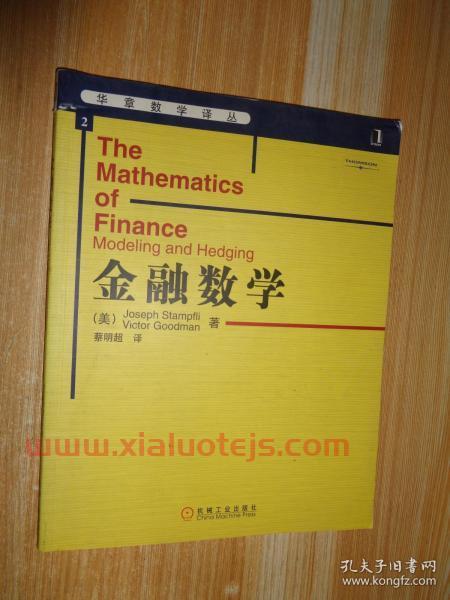 华章数学译丛
2
The
Mathematics
of
Finance
Modeling and Hedging
金融数学
(美) Joseph Stampfli
Victor Goodman 著
蔡明超 译
www.xialuotejs.com
机械工业出版社
China Machine Press
孔夫子旧书网
www.kongfz.com